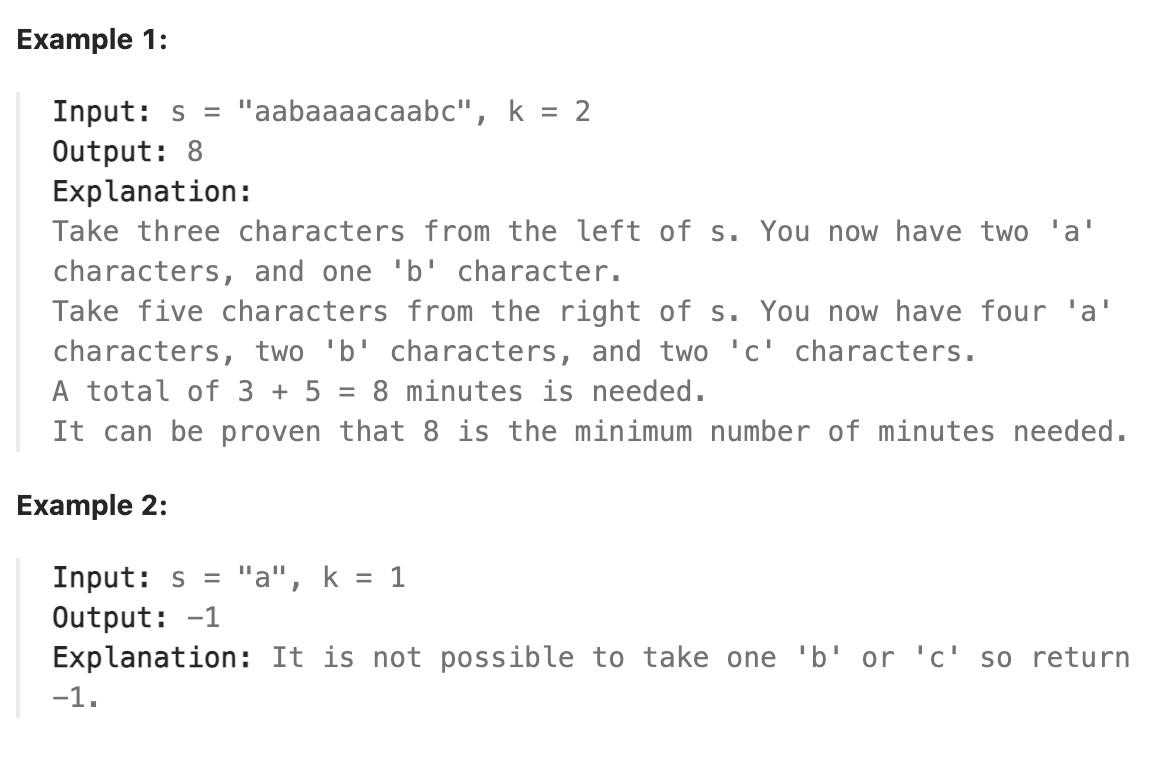 Example 1:
Input: s = "aabaaaacaabc", k = 2
Output: 8
Explanation:
Take three characters from the left of s. You now have two 'a'
characters, and one 'b' character.
Take five characters from the right of s. You now have four 'a'
characters, two 'b' characters, and two 'c' characters.
A total of 3 + 5 = 8 minutes is needed.
It can be proven that 8 is the minimum number of minutes needed.
Example 2:
Input: s = "a", k = 1
Output: -1
Explanation: It is not possible to take one 'b' or 'c' so return
-1.